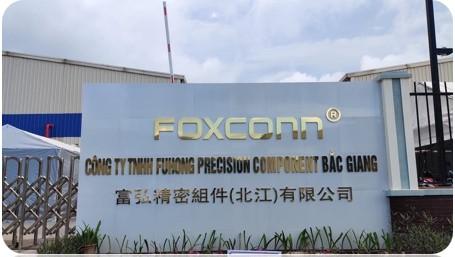 FOXCONN®
CÔNG TY TNHH FUHONG PRECISION COMPONENT BẮC GIANG
富弘精密組件(北江)有限公司